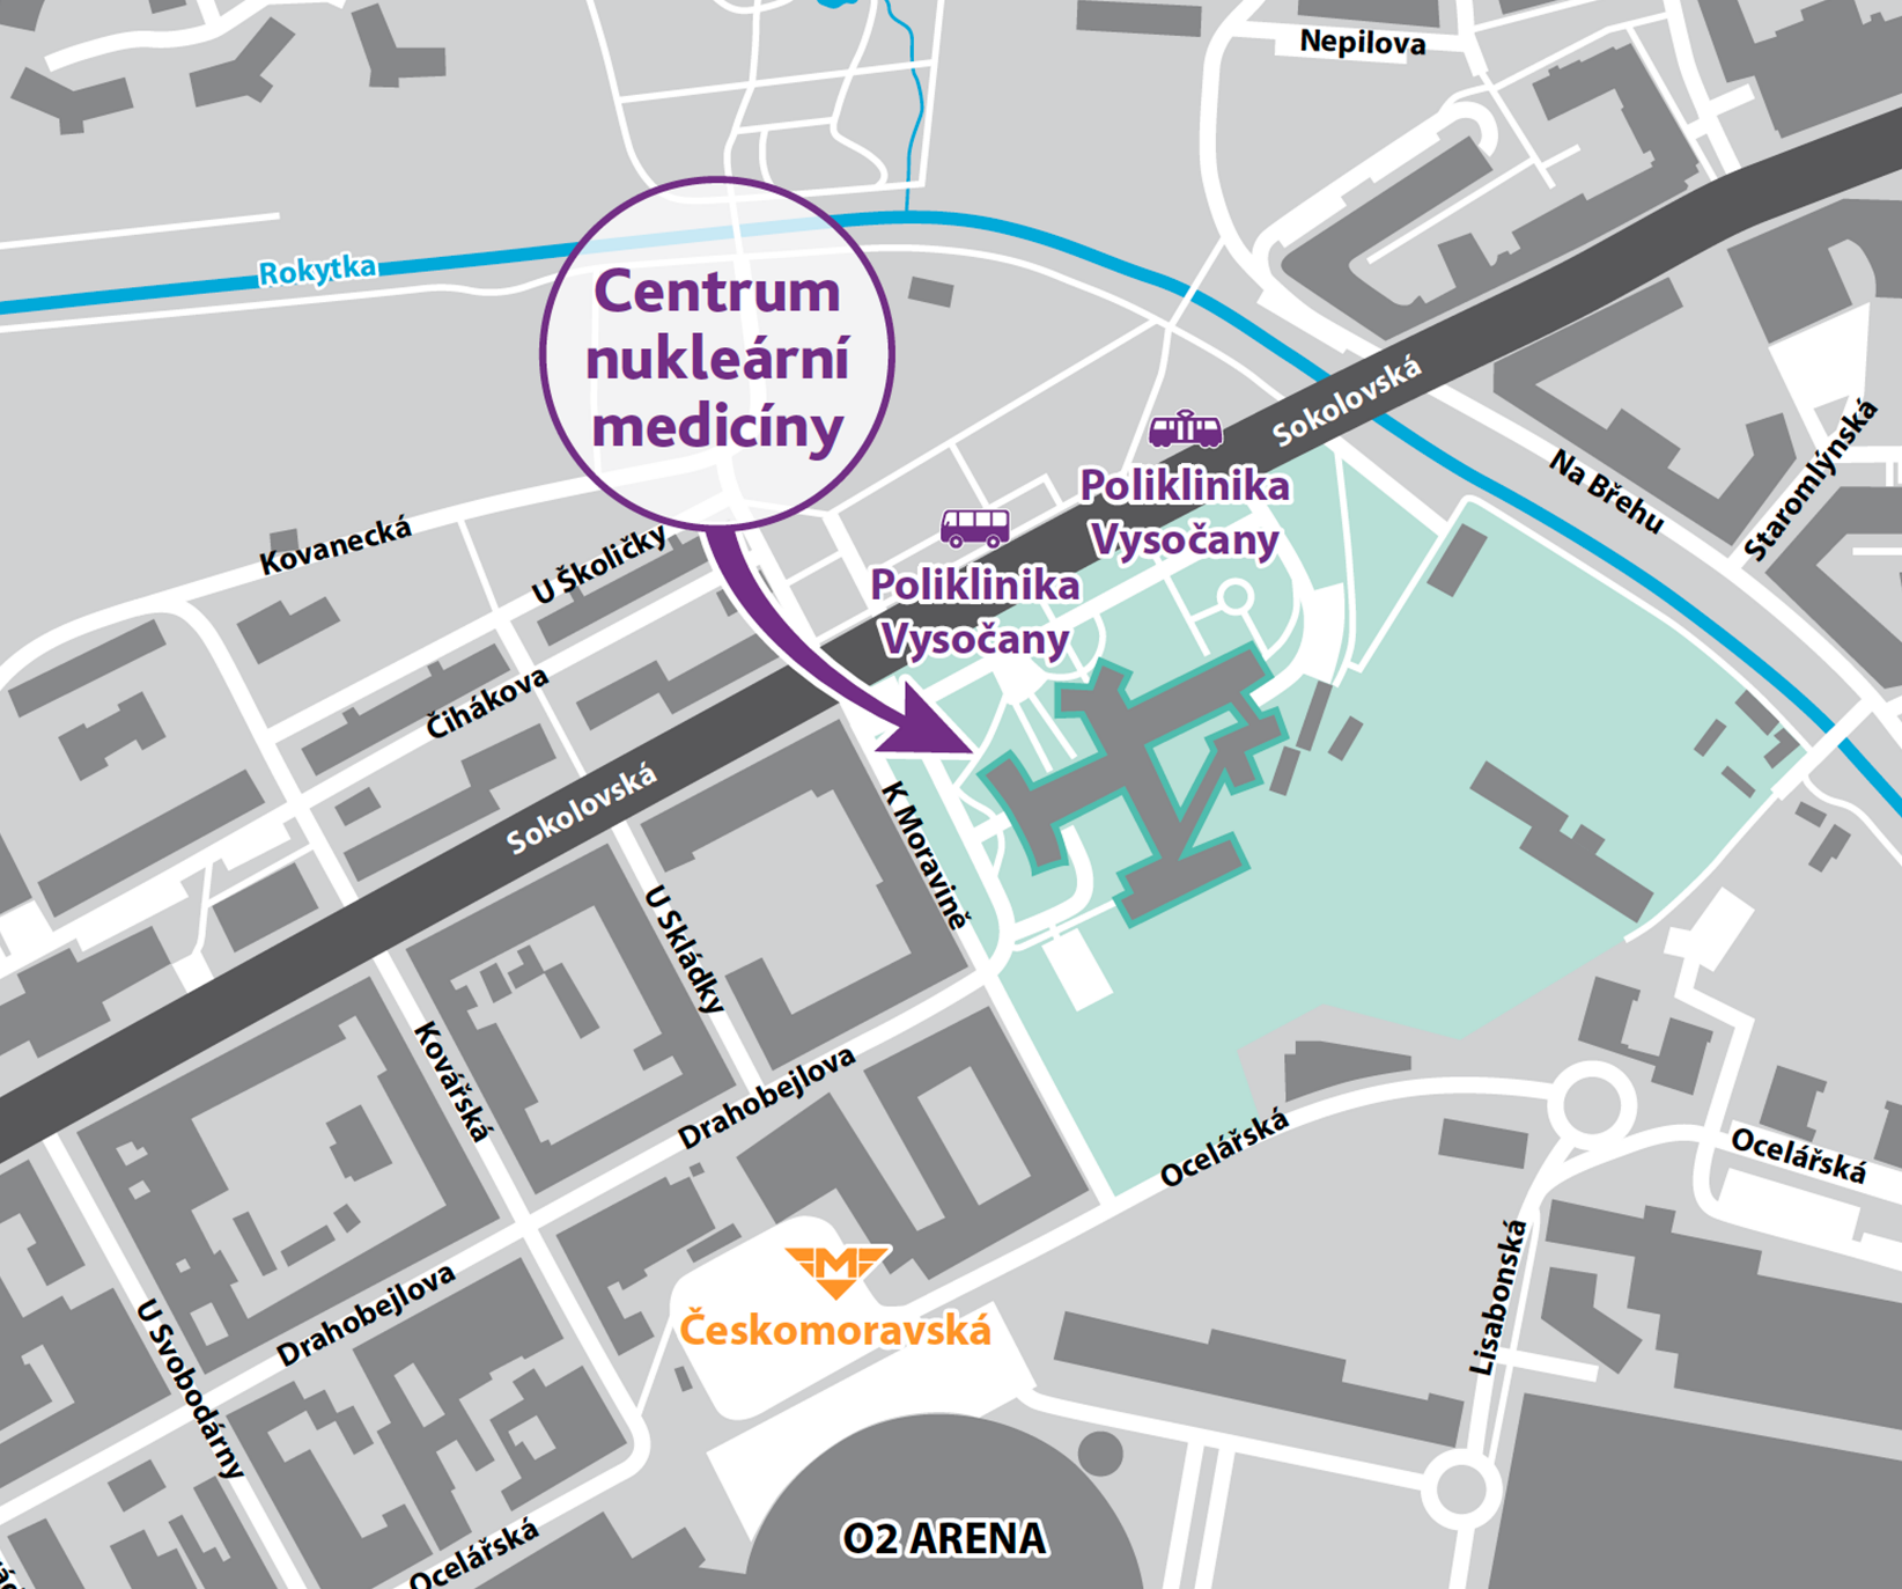 Nepilova
Rokytka
Centrum
nukleární
medicíny
Sokolovská
Poliklinika
Vysočany
Na Břehu
Staromlýnská
Kovanecká
U Školičky
Poliklinika
Vysočany
Čihákova
Sokolovská
K Moravině
U Skládky
Kovářská
Drahobejlova
Ocelářská
Ocelářská
Lisabonská
Českomoravská
Drahobejlova
U Svobodárny
Ocelářská
O2 ARENA